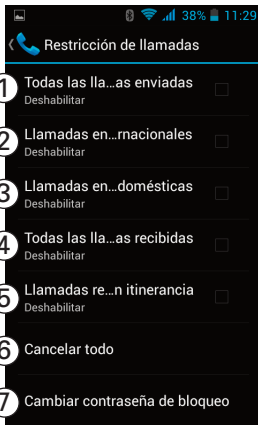 38% 11:29
Restricción de llamadas
1 Todas las lla...as enviadas
Deshabilitar
2 Llamadas en...rnacionales
Deshabilitar
3 Llamadas en...domésticas
Deshabilitar
4 Todas las lla...as recibidas
Deshabilitar
5 Llamadas re...n itinerancia
Deshabilitar
6 Cancelar todo
7 Cambiar contraseña de bloqueo